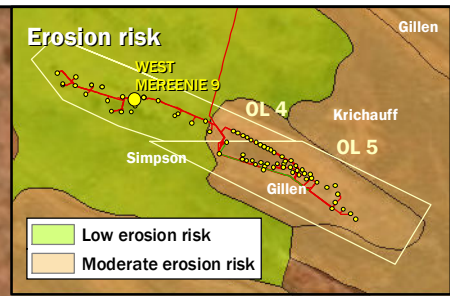 Gillen
Erosion risk
WEST
MEREENIE 9
OL 4
Krichauff
OL 5
Simpson
Gillen
Low erosion risk
Moderate erosion risk